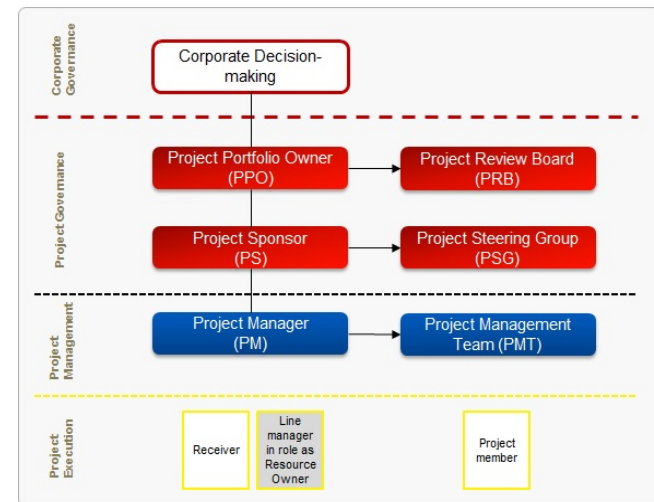 Corporate
Governance
Corporate Decision-
making
Project Governance
Project Portfolio Owner
(PPO)
Project Review Board
(PRB)
Project Sponsor
(PS)
Project Steering Group
(PSG)
Project
Management
Project Manager
(PM)
Project Management
Team (PMT)
Project
Execution
Receiver
Line
manager
in role as
Resource
Owner
Project
member